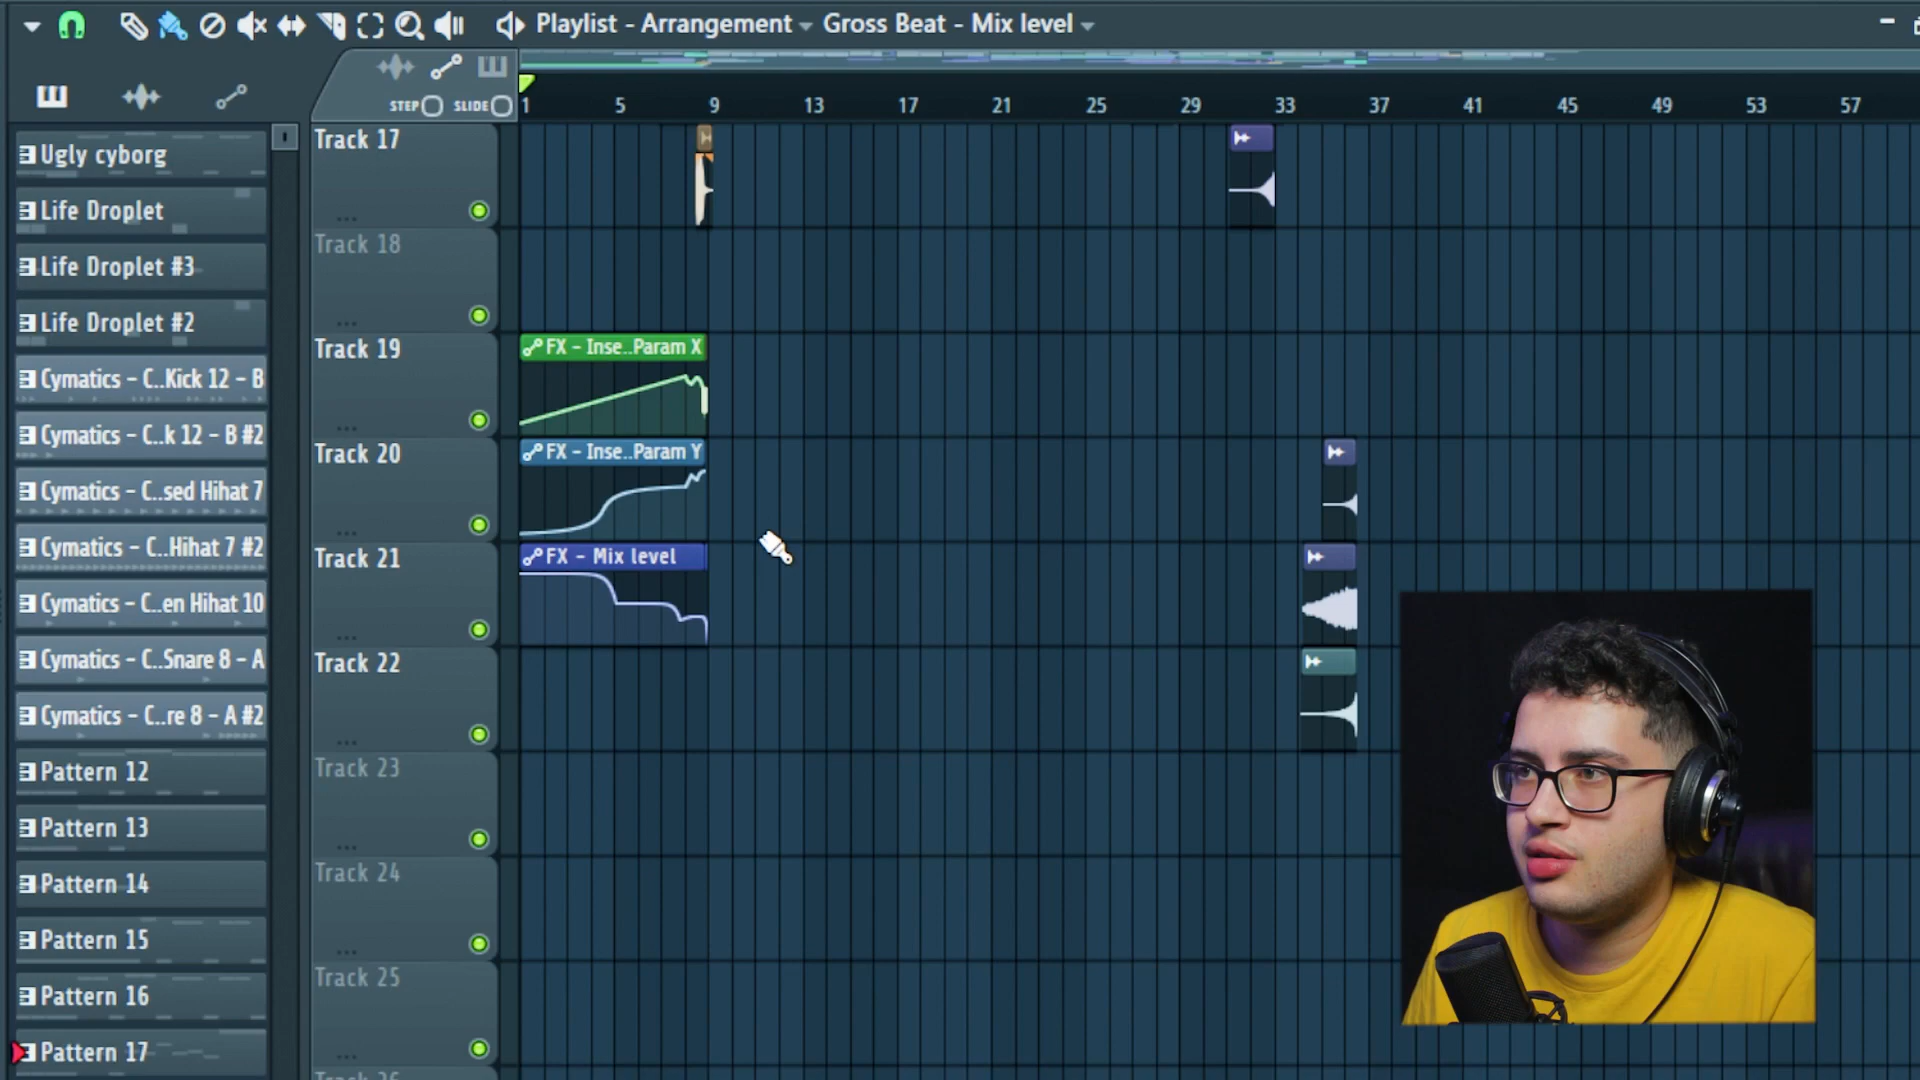 Playlist - Arrangement Gross Beat - Mix level
STEP SLIDE
1 5 9 13 17 21 25 29 33 37 41 45 49 53 57
Ugly cyborg
Life Droplet
Life Droplet #3
Life Droplet #2
Cymatics - C..Kick 12 - B
Cymatics - C..k 12 - B #2
Cymatics - C..sed Hihat 7
Cymatics - C..Hihat 7 #2
Cymatics - C..en Hihat 10
Cymatics - C..Snare 8 - A
Cymatics - C..re 8 - A #2
Pattern 12
Pattern 13
Pattern 14
Pattern 15
Pattern 16
Pattern 17
Track 17
...
Track 18
...
Track 19
...
FX - Inse..Param X
Track 20
...
FX - Inse..Param Y
Track 21
...
FX - Mix level
Track 22
...
Track 23
...
Track 24
...
Track 25
...